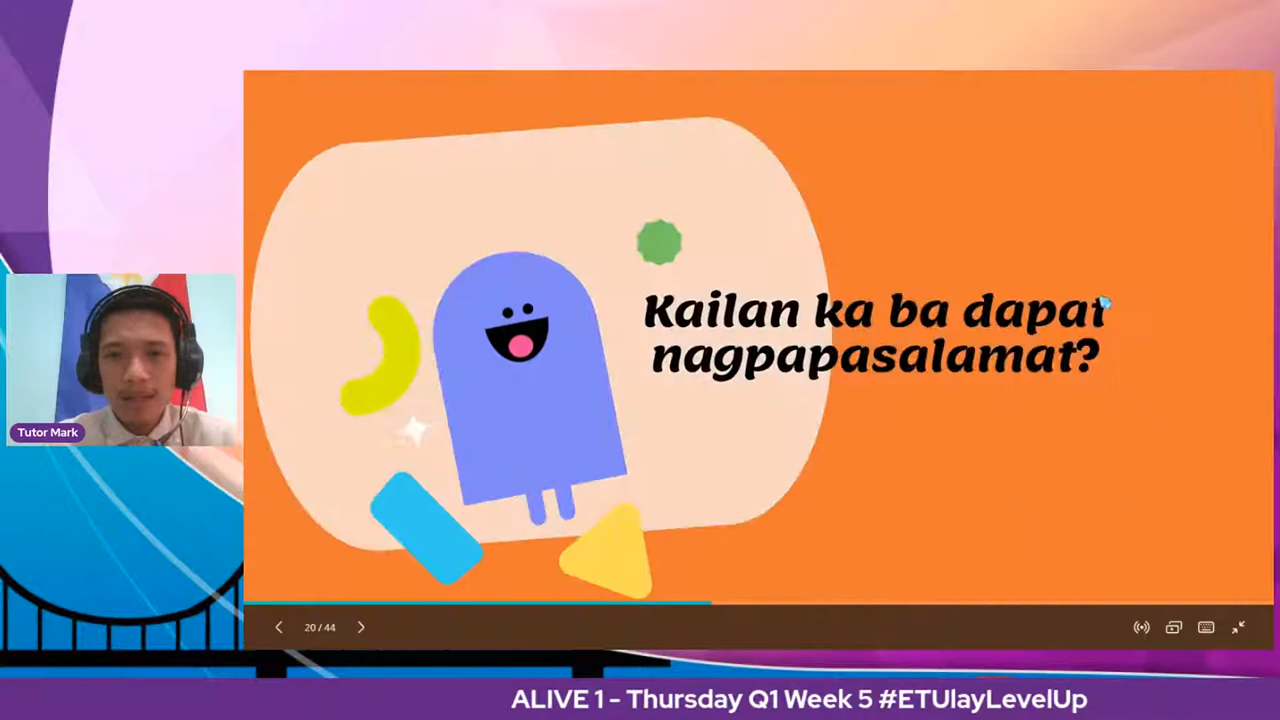 Kailan ka ba dapat
nagpapasalamat?
Tutor Mark
20 / 44
ALIVE 1 - Thursday Q1 Week 5 #ETUlayLevelUp